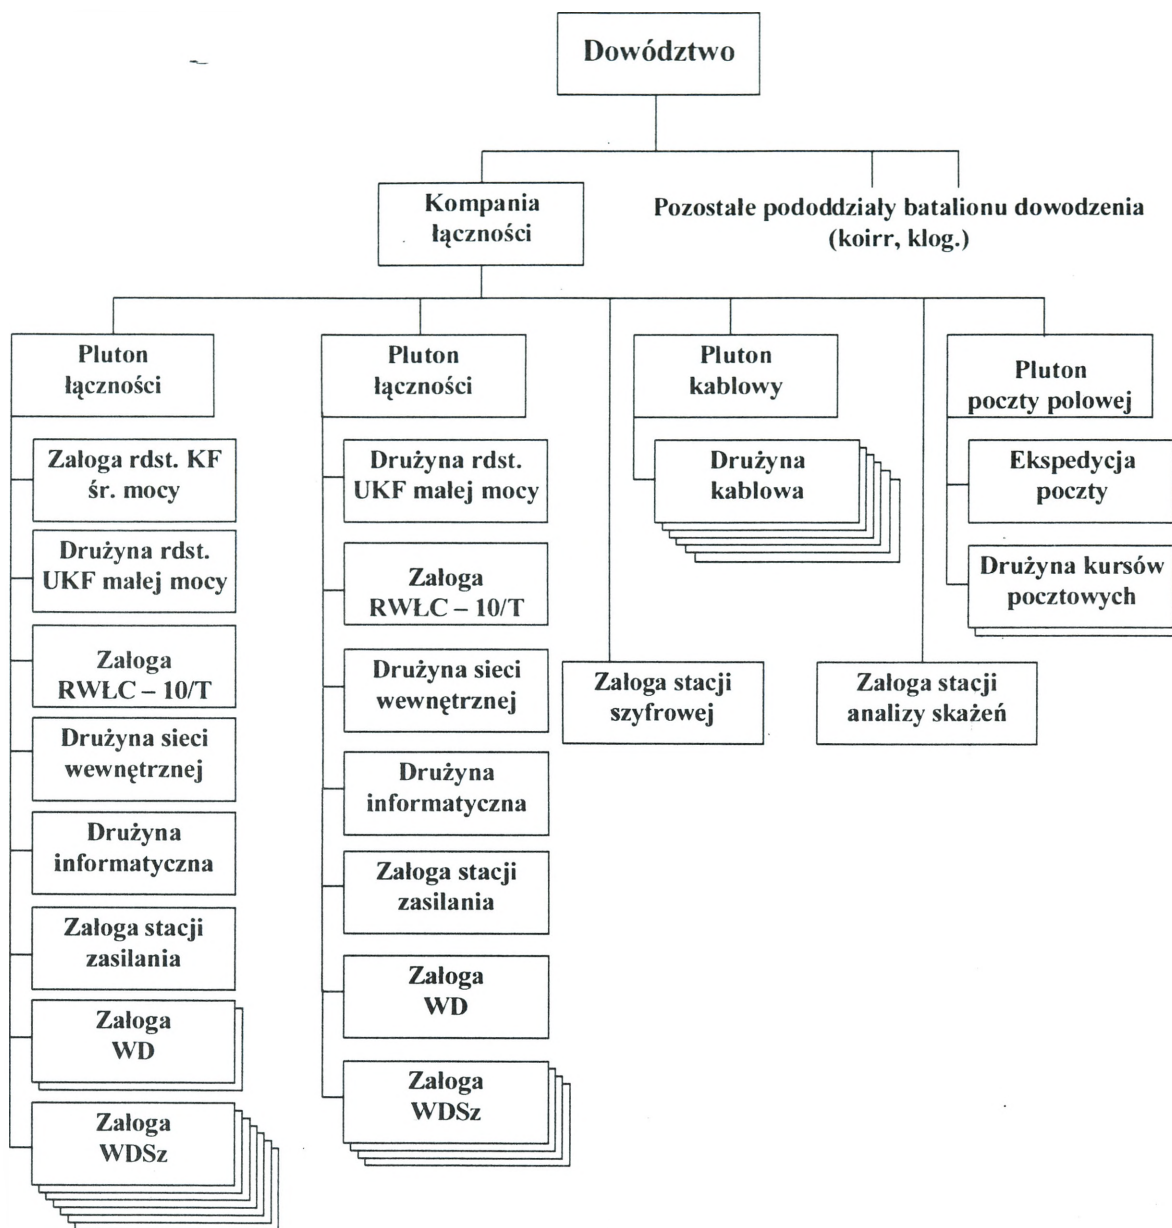 Dowództwo
Kompania
łączności
Pozostałe pododdziały batalionu dowodzenia
(koirr, klog.)
Pluton
łączności
Załoga rdst. KF
śr. mocy
Drużyna rdst.
UKF małej mocy
Załoga
RWŁC – 10/T
Drużyna sieci
wewnętrznej
Drużyna
informatyczna
Załoga stacji
zasilania
Załoga
WD
Załoga
WDSz
Pluton
łączności
Drużyna rdst.
UKF małej mocy
Załoga
RWŁC – 10/T
Drużyna sieci
wewnętrznej
Drużyna
informatyczna
Załoga stacji
zasilania
Załoga
WD
Załoga
WDSz
Załoga stacji
szyfrowej
Pluton
kablowy
Drużyna
kablowa
Załoga stacji
analizy skażeń
Pluton
poczty polowej
Ekspedycja
poczty
Drużyna kursów
pocztowych